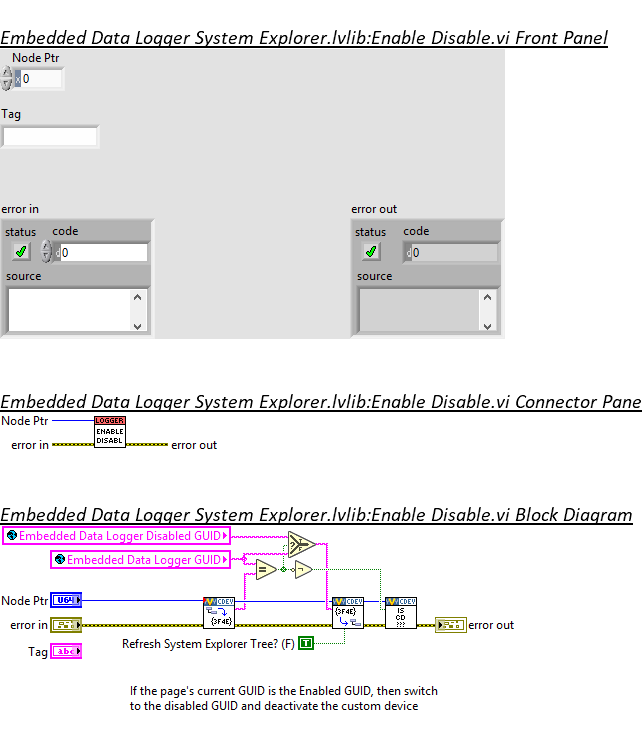 Embedded Data Logger System Explorer.lvlib:Enable Disable.vi Front Panel
Node Ptr
x 0
Tag
error in
status code
d 0
source
error out
status code
d 0
source
Embedded Data Logger System Explorer.lvlib:Enable Disable.vi Connector Pane
Node Ptr
error in
LOGGER
ENABLE
DISABL
error out
Embedded Data Logger System Explorer.lvlib:Enable Disable.vi Block Diagram
Embedded Data Logger Disabled GUID
Embedded Data Logger GUID
? T F
=
Node Ptr U64
CDEV
{3F4E}
CDEV
{3F4E}
CDEV
IS
CD
???
error in
error out
Tag abc
Refresh System Explorer Tree? (F) T
If the page's current GUID is the Enabled GUID, then switch
to the disabled GUID and deactivate the custom device